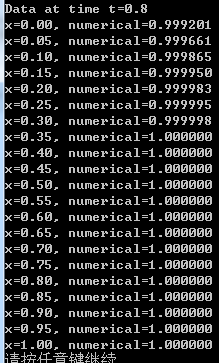 Data at time t=0.8
x=0.00, numerical=0.999201
x=0.05, numerical=0.999661
x=0.10, numerical=0.999865
x=0.15, numerical=0.999950
x=0.20, numerical=0.999983
x=0.25, numerical=0.999995
x=0.30, numerical=0.999998
x=0.35, numerical=1.000000
x=0.40, numerical=1.000000
x=0.45, numerical=1.000000
x=0.50, numerical=1.000000
x=0.55, numerical=1.000000
x=0.60, numerical=1.000000
x=0.65, numerical=1.000000
x=0.70, numerical=1.000000
x=0.75, numerical=1.000000
x=0.80, numerical=1.000000
x=0.85, numerical=1.000000
x=0.90, numerical=1.000000
x=0.95, numerical=1.000000
x=1.00, numerical=1.000000
请按任意键继续